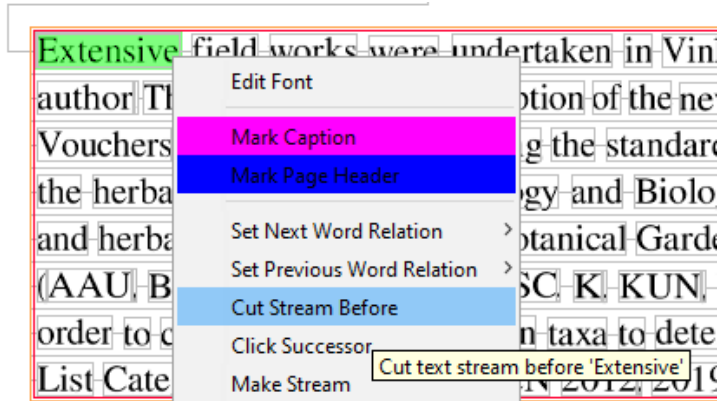 Extensive field works were undertaken in Vin
author Th
Edit Font
ption of the ne
Vouchers
Mark Caption
g the standard
the herba
Mark Page Header
gy and Biolo
and herba
Set Next Word Relation
otanical Garde
(AAU, B
Set Previous Word Relation
SC, K, KUN,
Cut Stream Before
order to c
Click Successor
n taxa to dete
Cut text stream before 'Extensive'
List Cate
Make Stream
N 2012, 2019